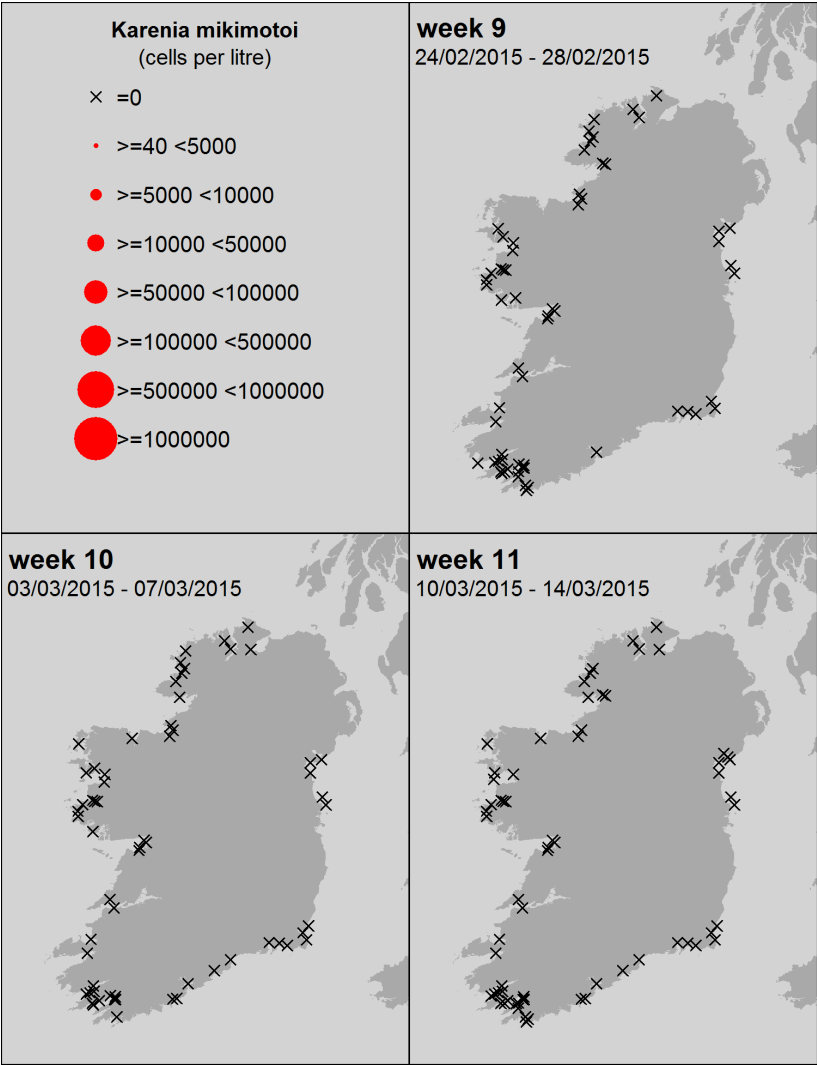 Karenia mikimotoi
(cells per litre)
=0
>=40 <5000
>=5000 <10000
>=10000 <50000
>=50000 <100000
>=100000 <500000
>=500000 <1000000
>=1000000
week 9
24/02/2015 - 28/02/2015
week 10
03/03/2015 - 07/03/2015
week 11
10/03/2015 - 14/03/2015